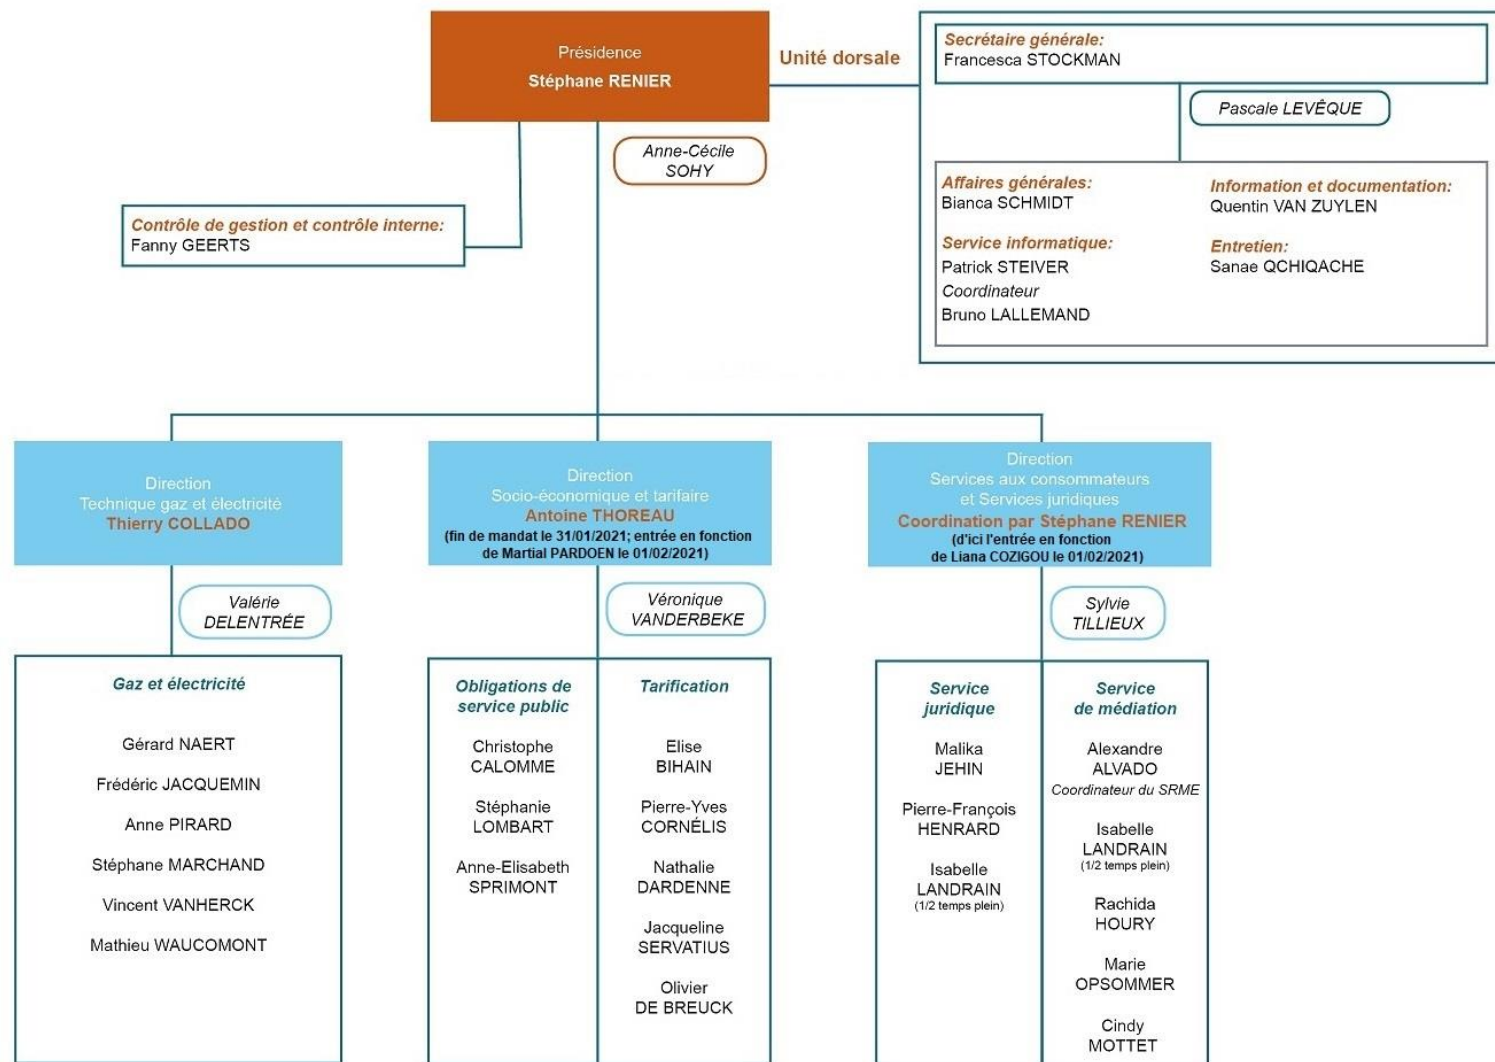 Présidence
Stéphane RENIER
Unité dorsale
Secrétaire générale:
Francesca STOCKMAN
Pascale LEVÊQUE
Anne-Cécile
SOHY
Affaires générales:
Bianca SCHMIDT
Service informatique:
Patrick STEIVER
Coordinateur
Bruno LALLEMAND
Information et documentation:
Quentin VAN ZUYLEN
Entretien:
Sanae QCHIQACHE
Contrôle de gestion et contrôle interne:
Fanny GEERTS
Direction
Technique gaz et électricité
Thierry COLLADO
Direction
Socio-économique et tarifaire
Antoine THOREAU
(fin de mandat le 31/01/2021; entrée en fonction
de Martial PARDOEN le 01/02/2021)
Direction
Services aux consommateurs
et Services juridiques
Coordination par Stéphane RENIER
(d'ici l'entrée en fonction
de Liana COZIGOU le 01/02/2021)
Valérie
DELENTRÉE
Véronique
VANDERBEKE
Sylvie
TILLIEUX
Gaz et électricité
Gérard NAERT
Frédéric JACQUEMIN
Anne PIRARD
Stéphane MARCHAND
Vincent VANHERCK
Mathieu WAUCOMONT
Obligations de
service public
Christophe
CALOMME
Stéphanie
LOMBART
Anne-Elisabeth
SPRIMONT
Tarification
Elise
BIHAIN
Pierre-Yves
CORNÉLIS
Nathalie
DARDENNE
Jacqueline
SERVATIUS
Olivier
DE BREUCK
Service
juridique
Malika
JEHIN
Pierre-François
HENRARD
Isabelle
LANDRAIN
(1/2 temps plein)
Service
de médiation
Alexandre
ALVADO
Coordinateur du SRME
Isabelle
LANDRAIN
(1/2 temps plein)
Rachida
HOURY
Marie
OPSOMMER
Cindy
MOTTET